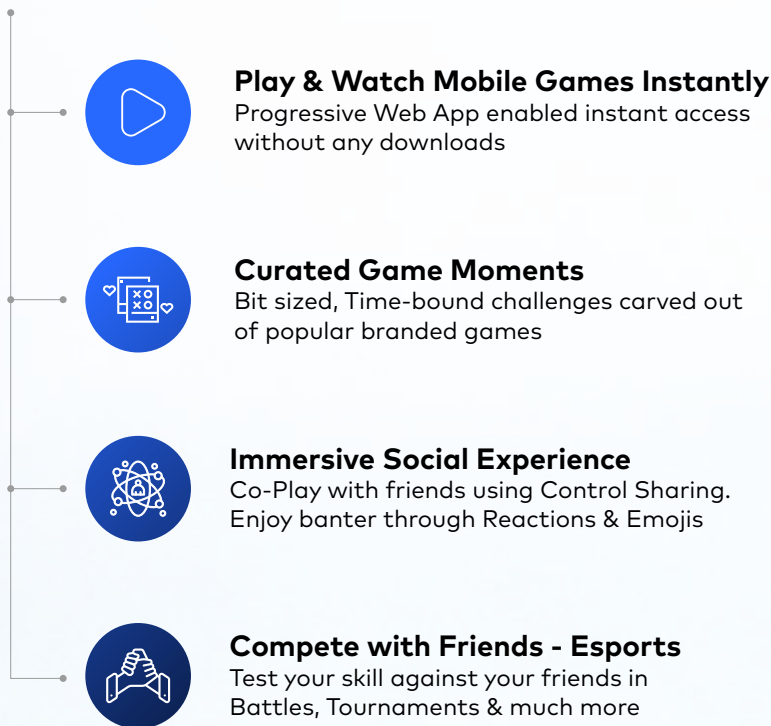 Play & Watch Mobile Games Instantly
Progressive Web App enabled instant access
without any downloads
Curated Game Moments
Bit sized, Time-bound challenges carved out
of popular branded games
Immersive Social Experience
Co-Play with friends using Control Sharing.
Enjoy banter through Reactions & Emojis
Compete with Friends - Esports
Test your skill against your friends in
Battles, Tournaments & much more